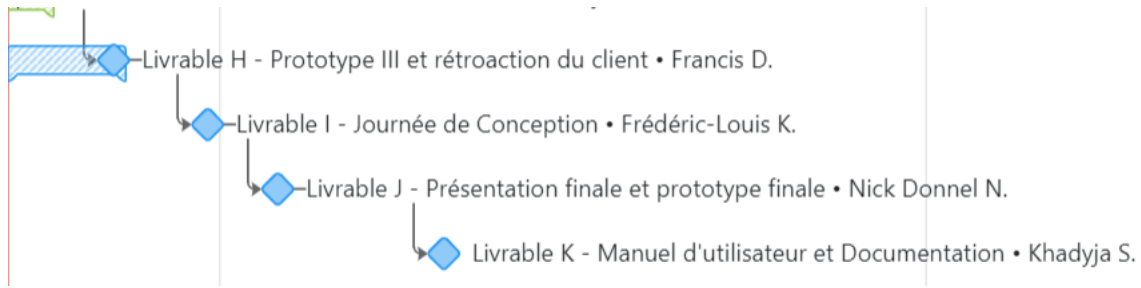 Livrable H - Prototype III et rétroaction du client • Francis D.
Livrable I - Journée de Conception • Frédéric-Louis K.
Livrable J - Présentation finale et prototype finale • Nick Donnel N.
Livrable K - Manuel d'utilisateur et Documentation • Khadyja S.